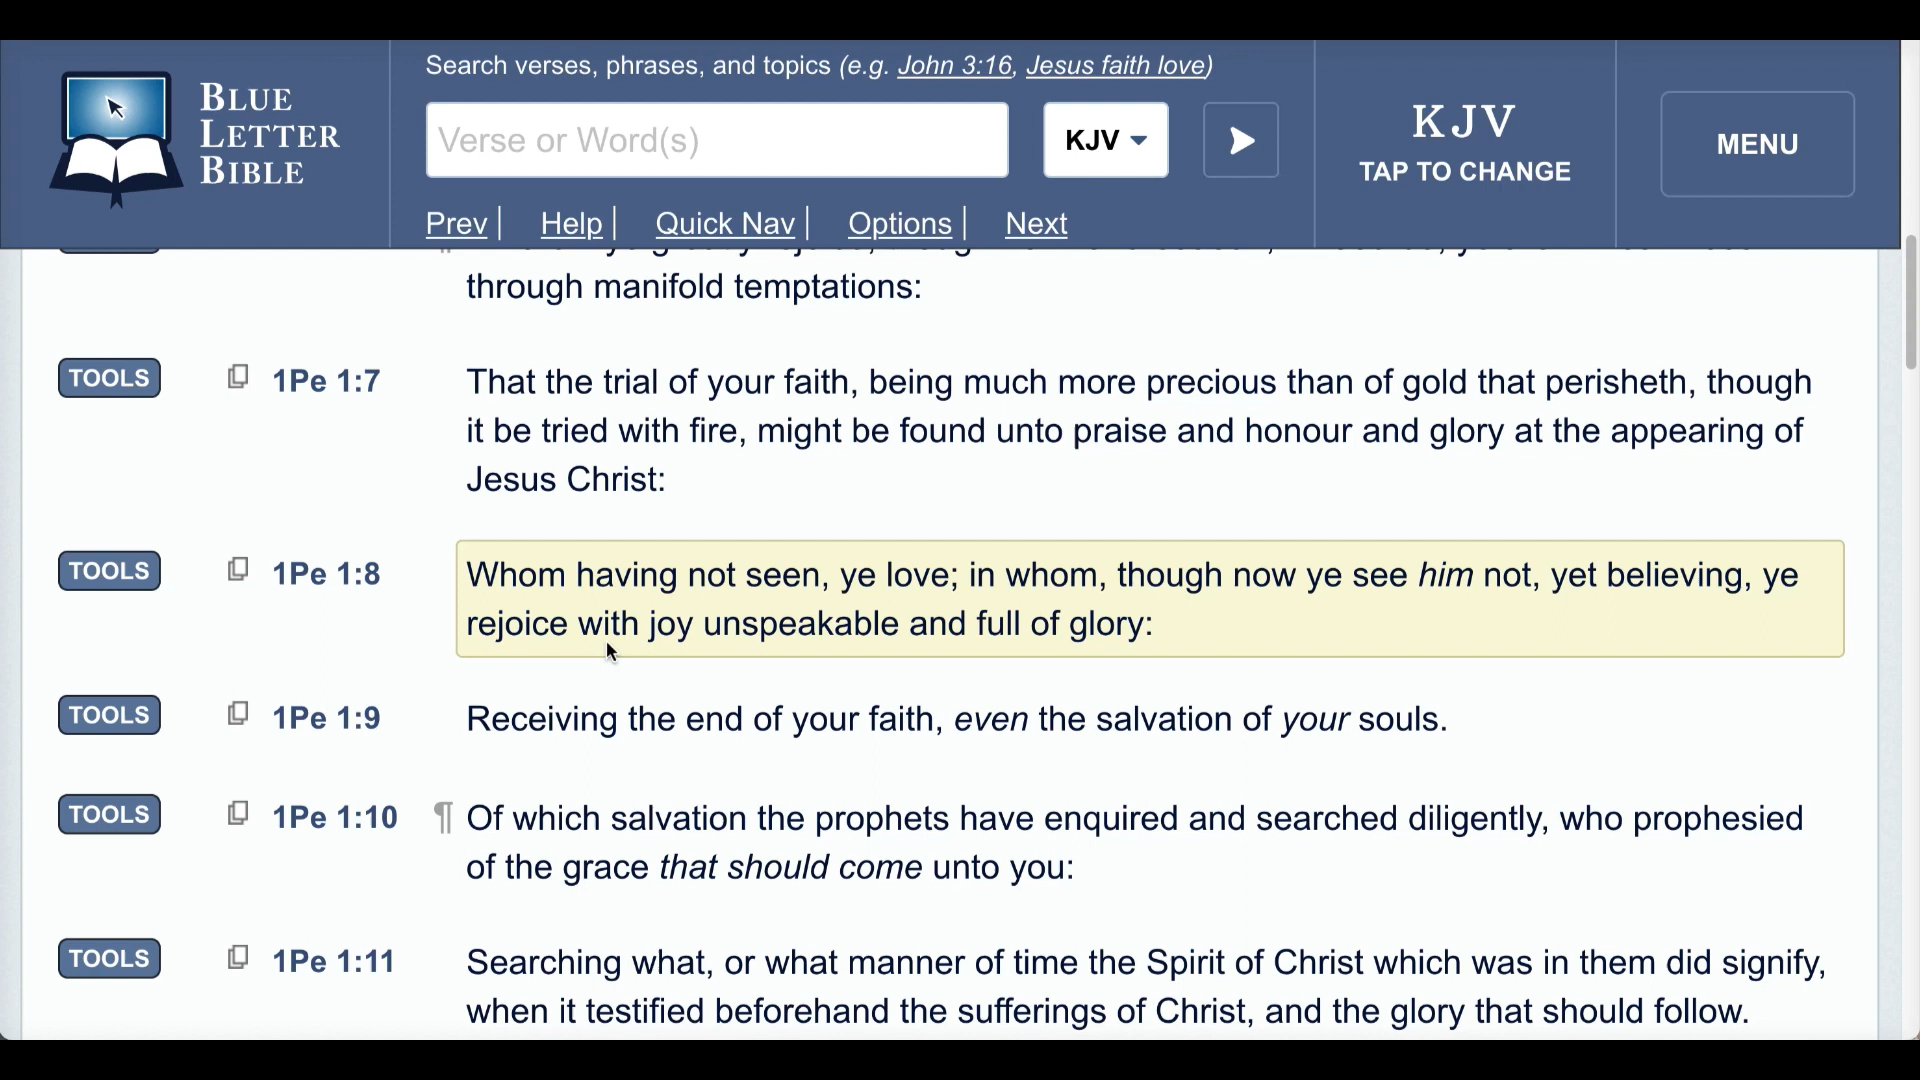 Search verses, phrases, and topics (e.g. John 3:16, Jesus faith love)
BLUE
LETTER
BIBLE
Verse or Word(s)
KJV
KJV
TAP TO CHANGE
MENU
Prev | Help | Quick Nav | Options | Next
through manifold temptations:
TOOLS 1Pe 1:7 That the trial of your faith, being much more precious than of gold that perisheth, though
it be tried with fire, might be found unto praise and honour and glory at the appearing of
Jesus Christ:
TOOLS 1Pe 1:8 Whom having not seen, ye love; in whom, though now ye see him not, yet believing, ye
rejoice with joy unspeakable and full of glory:
TOOLS 1Pe 1:9 Receiving the end of your faith, even the salvation of your souls.
TOOLS 1Pe 1:10 ¶ Of which salvation the prophets have enquired and searched diligently, who prophesied
of the grace that should come unto you:
TOOLS 1Pe 1:11 Searching what, or what manner of time the Spirit of Christ which was in them did signify,
when it testified beforehand the sufferings of Christ, and the glory that should follow.